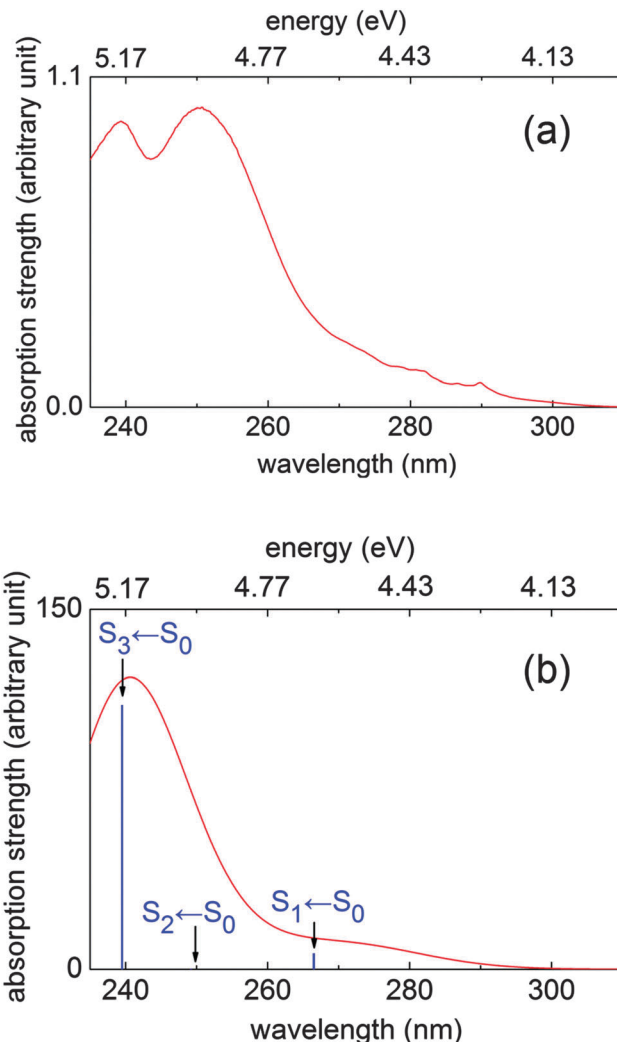 energy (eV)
5.17 4.77 4.43 4.13
1.1
(a)
absorption strength (arbitrary unit)
0.0
240 260 280 300
wavelength (nm)
energy (eV)
5.17 4.77 4.43 4.13
150
S₃←S₀
(b)
absorption strength (arbitrary unit)
S₂←S₀
S₁←S₀
0
240 260 280 300
wavelength (nm)